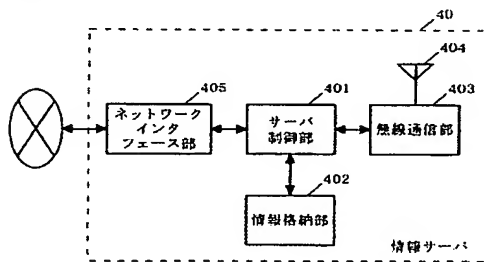 40
404
405
401
403
ネットワーク
インタ
フェース部
サーバ
制御部
無線通信部
402
情報格納部
情報サーバ